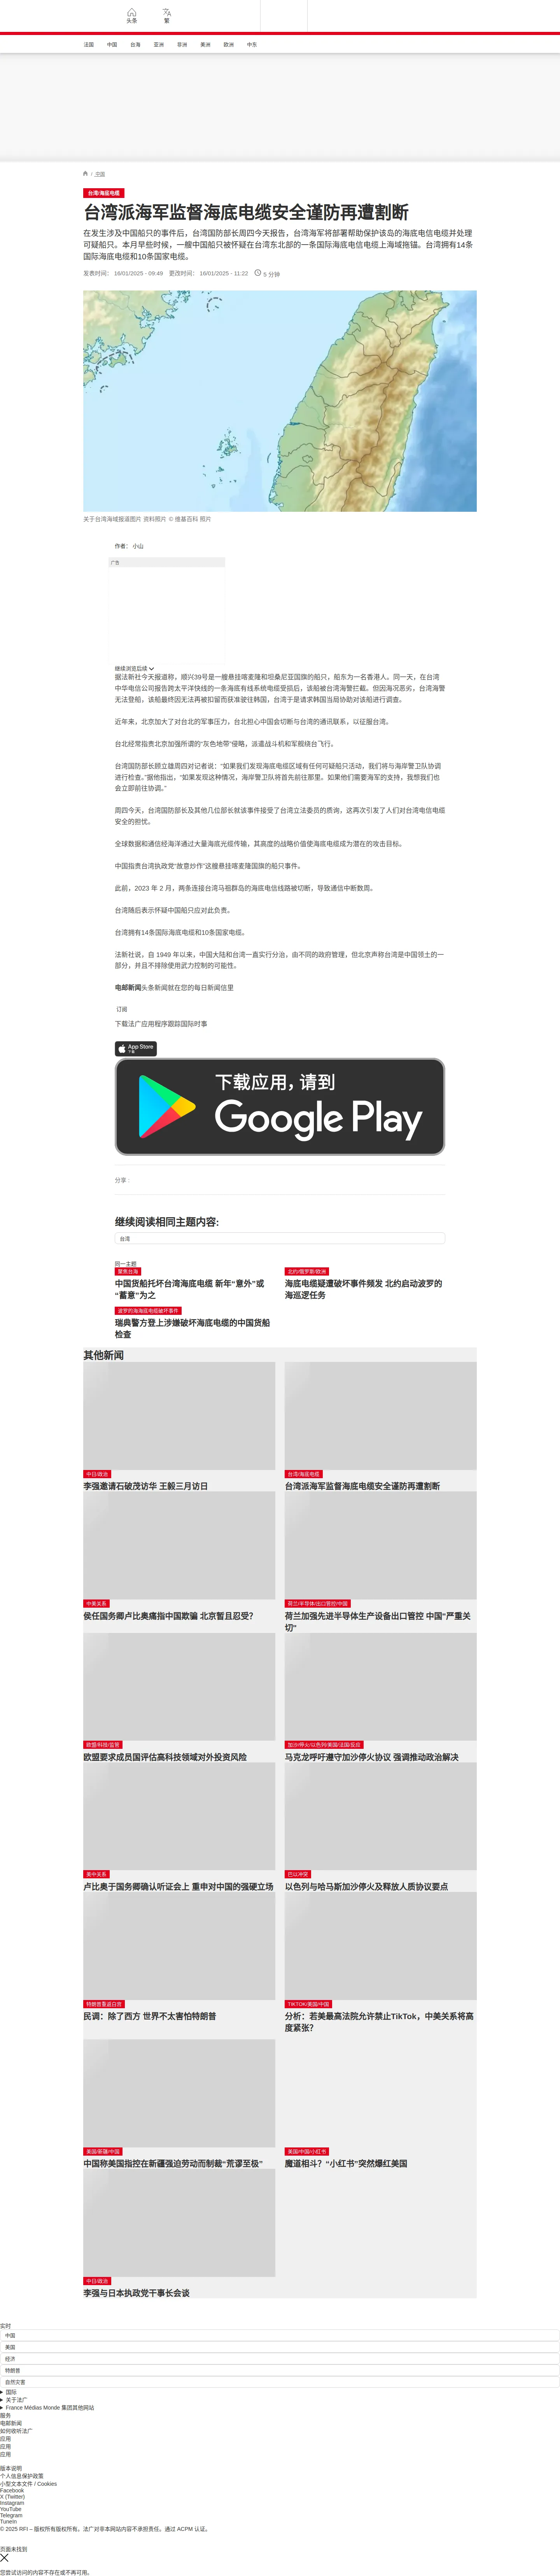 头条
繁
法国
中国
台海
亚洲
非洲
美洲
欧洲
中东
/ 中国
台湾/海底电缆
台湾派海军监督海底电缆安全谨防再遭割断
在发生涉及中国船只的事件后，台湾国防部长周四今天报告，台湾海军将部署帮助保护该岛的海底电信电缆并处理
可疑船只。本月早些时候，一艘中国船只被怀疑在台湾东北部的一条国际海底电信电缆上海域拖锚。台湾拥有14条
国际海底电缆和10条国家电缆。
发表时间： 16/01/2025 - 09:49 更改时间： 16/01/2025 - 11:22 5 分钟
关于台湾海域报道图片 资料照片 © 维基百科 照片
作者： 小山
广告
继续浏览后续
据法新社今天报道称，顺兴39号是一艘悬挂喀麦隆和坦桑尼亚国旗的船只，船东为一名香港人。同一天，在台湾
中华电信公司报告跨太平洋快线的一条海底有线系统电缆受损后，该船被台湾海警拦截。但因海况恶劣，台湾海警
无法登船，该船最终因无法再被扣留而获准驶往韩国，台湾于是请求韩国当局协助对该船进行调查。
近年来，北京加大了对台北的军事压力，台北担心中国会切断与台湾的通讯联系，以征服台湾。
台北经常指责北京加强所谓的“灰色地带”侵略，派遣战斗机和军舰绕台飞行。
台湾国防部长顾立雄周四对记者说：“如果我们发现海底电缆区域有任何可疑船只活动，我们将与海岸警卫队协调
进行检查。”据他指出，“如果发现这种情况，海岸警卫队将首先前往那里。如果他们需要海军的支持，我想我们也
会立即前往协调。”
周四今天，台湾国防部长及其他几位部长就该事件接受了台湾立法委员的质询，这再次引发了人们对台湾电信电缆
安全的担忧。
全球数据和通信经海洋通过大量海底光缆传输，其高度的战略价值使海底电缆成为潜在的攻击目标。
中国指责台湾执政党“故意炒作”这艘悬挂喀麦隆国旗的船只事件。
此前，2023 年 2 月，两条连接台湾马祖群岛的海底电信线路被切断，导致通信中断数周。
台湾随后表示怀疑中国船只应对此负责。
台湾拥有14条国际海底电缆和10条国家电缆。
法新社说，自 1949 年以来，中国大陆和台湾一直实行分治，由不同的政府管理，但北京声称台湾是中国领土的一
部分，并且不排除使用武力控制的可能性。
电邮新闻头条新闻就在您的每日新闻信里
订阅
下载法广应用程序跟踪国际时事
App Store
下载
下载应用，请到
Google Play
分享 :
继续阅读相同主题内容:
台湾
同一主题
聚焦台海
中国货船托坏台湾海底电缆 新年“意外”或
“蓄意”为之
北约/俄罗斯/欧洲
海底电缆疑遭破坏事件频发 北约启动波罗的
海巡逻任务
波罗的海海底电缆破坏事件
瑞典警方登上涉嫌破坏海底电缆的中国货船
检查
其他新闻
中日/政治
李强邀请石破茂访华 王毅三月访日
台湾/海底电缆
台湾派海军监督海底电缆安全谨防再遭割断
中美关系
侯任国务卿卢比奥痛指中国欺骗 北京暂且忍受？
荷兰/半导体/出口管控/中国
荷兰加强先进半导体生产设备出口管控 中国“严重关
切”
欧盟/科技/监管
欧盟要求成员国评估高科技领域对外投资风险
加沙/停火/以色列/美国/法国/反应
马克龙呼吁遵守加沙停火协议 强调推动政治解决
美中关系
卢比奥于国务卿确认听证会上 重申对中国的强硬立场
巴以冲突
以色列与哈马斯加沙停火及释放人质协议要点
特朗普重返白宫
民调：除了西方 世界不太害怕特朗普
TIKTOK/美国/中国
分析：若美最高法院允许禁止TikTok，中美关系将高
度紧张？
美国/新疆/中国
中国称美国指控在新疆强迫劳动而制裁“荒谬至极”
美国/中国/小红书
魔道相斗？“小红书”突然爆红美国
中日/政治
李强与日本执政党干事长会谈
实时
中国
美国
经济
特朗普
自然灾害
国际
关于法广
France Médias Monde 集团其他网站
服务
电邮新闻
如何收听法广
应用
应用
应用
版本说明
个人信息保护政策
小型文本文件 / Cookies
Facebook
X (Twitter)
Instagram
YouTube
Telegram
TuneIn
© 2025 RFI – 版权所有版权所有。法广对非本网站内容不承担责任。通过 ACPM 认证。
页面未找到
您尝试访问的内容不存在或不再可用。